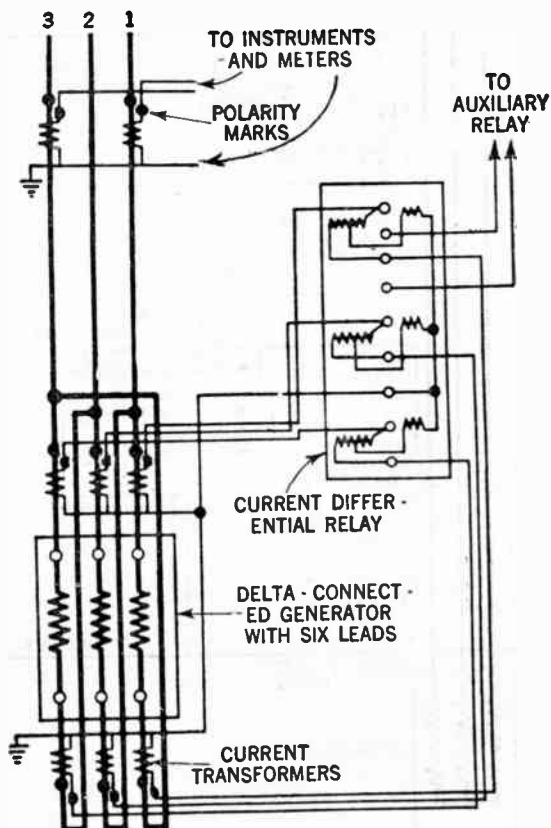 3 2 1
TO INSTRUMENTS
AND METERS
POLARITY
MARKS
TO
AUXILIARY
RELAY
CURRENT DIFFER -
ENTIAL RELAY
DELTA - CONNECT -
ED GENERATOR
WITH SIX LEADS
CURRENT
TRANSFORMERS